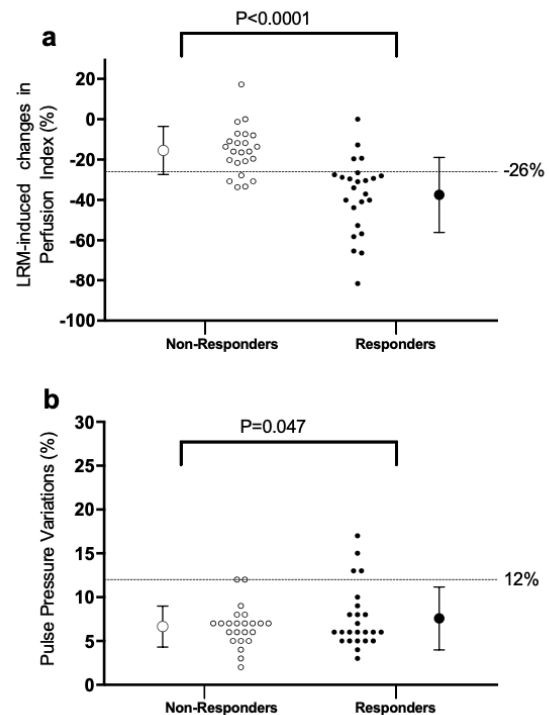 P<0.0001
a
LRM-induced changes in
Perfusion Index (%)
20
0
-20
-40
-60
-80
-100
-26%
Non-Responders
Responders
b
P=0.047
Pulse Pressure Variations (%)
30
25
20
15
10
5
0
12%
Non-Responders
Responders